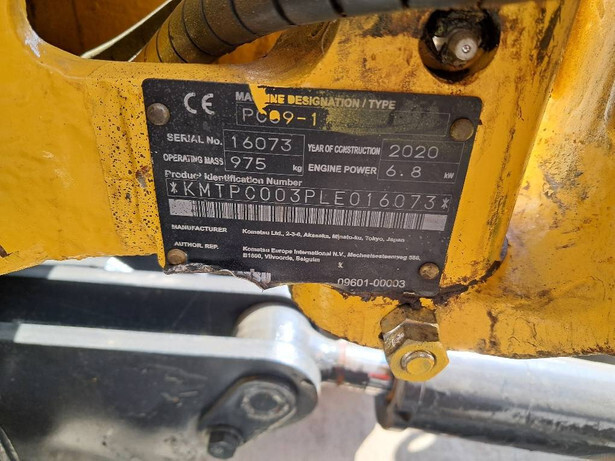 CE MACHINE DESIGNATION / TYPE
PC09-1
SERIAL No. 16073 YEAR OF CONSTRUCTION 2020
OPERATING MASS 975 kg ENGINE POWER 6.8 kW
Product Identification Number
*KMTPC003PLE016073*
MANUFACTURER Komatsu Ltd., 2-3-6, Akasaka, Minato-ku, Tokyo, Japan
AUTHOR. REP. Komatsu Europe International N.V., Mechelsesteenweg 586,
B1800, Vilvoorde, Belgium
09601-00003